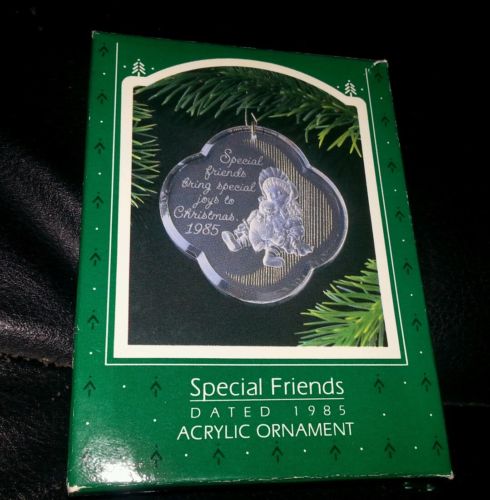 Special
friends
bring special
joys to
Christmas.
1985
Special Friends
DATED 1985
ACRYLIC ORNAMENT